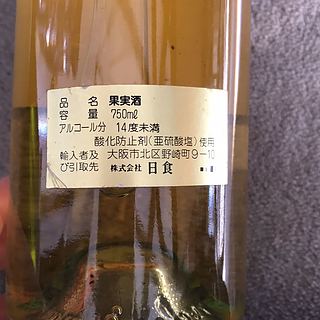 品　名 果実酒
容　量 750ml
アルコール分 14度未満
酸化防止剤(亜硫酸塩)使用
輸入者及 大阪市北区野崎町9-10
び引取先 株式会社 日食